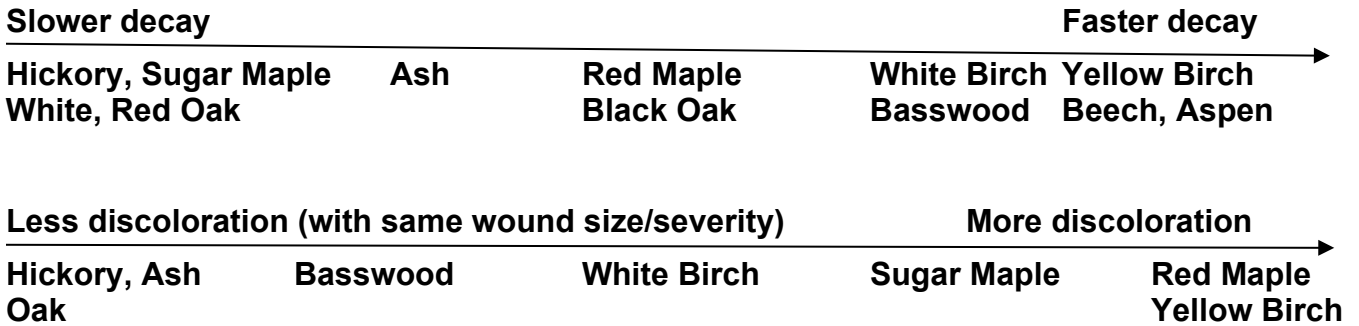 Slower decay Faster decay
Hickory, Sugar Maple Ash Red Maple White Birch Yellow Birch
White, Red Oak Black Oak Basswood Beech, Aspen
Less discoloration (with same wound size/severity) More discoloration
Hickory, Ash Basswood White Birch Sugar Maple Red Maple
Oak Yellow Birch